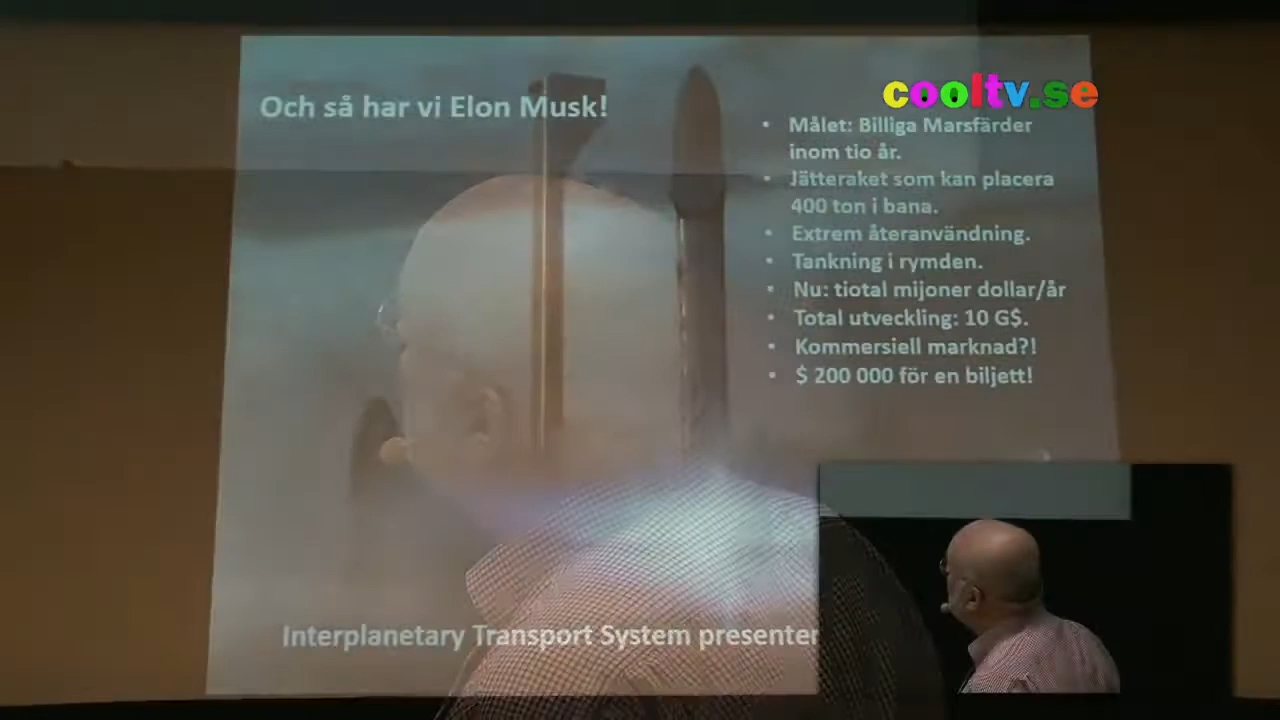 cooltv.se
Och så har vi Elon Musk!
• Målet: Billiga Marsfärder
inom tio år.
• Jätteraket som kan placera
400 ton i bana.
• Extrem återanvändning.
• Tankning i rymden.
• Nu: tiotal mijoner dollar/år
• Total utveckling: 10 G$.
• Kommersiell marknad?!
• $ 200 000 för en biljett!
Interplanetary Transport System presenter